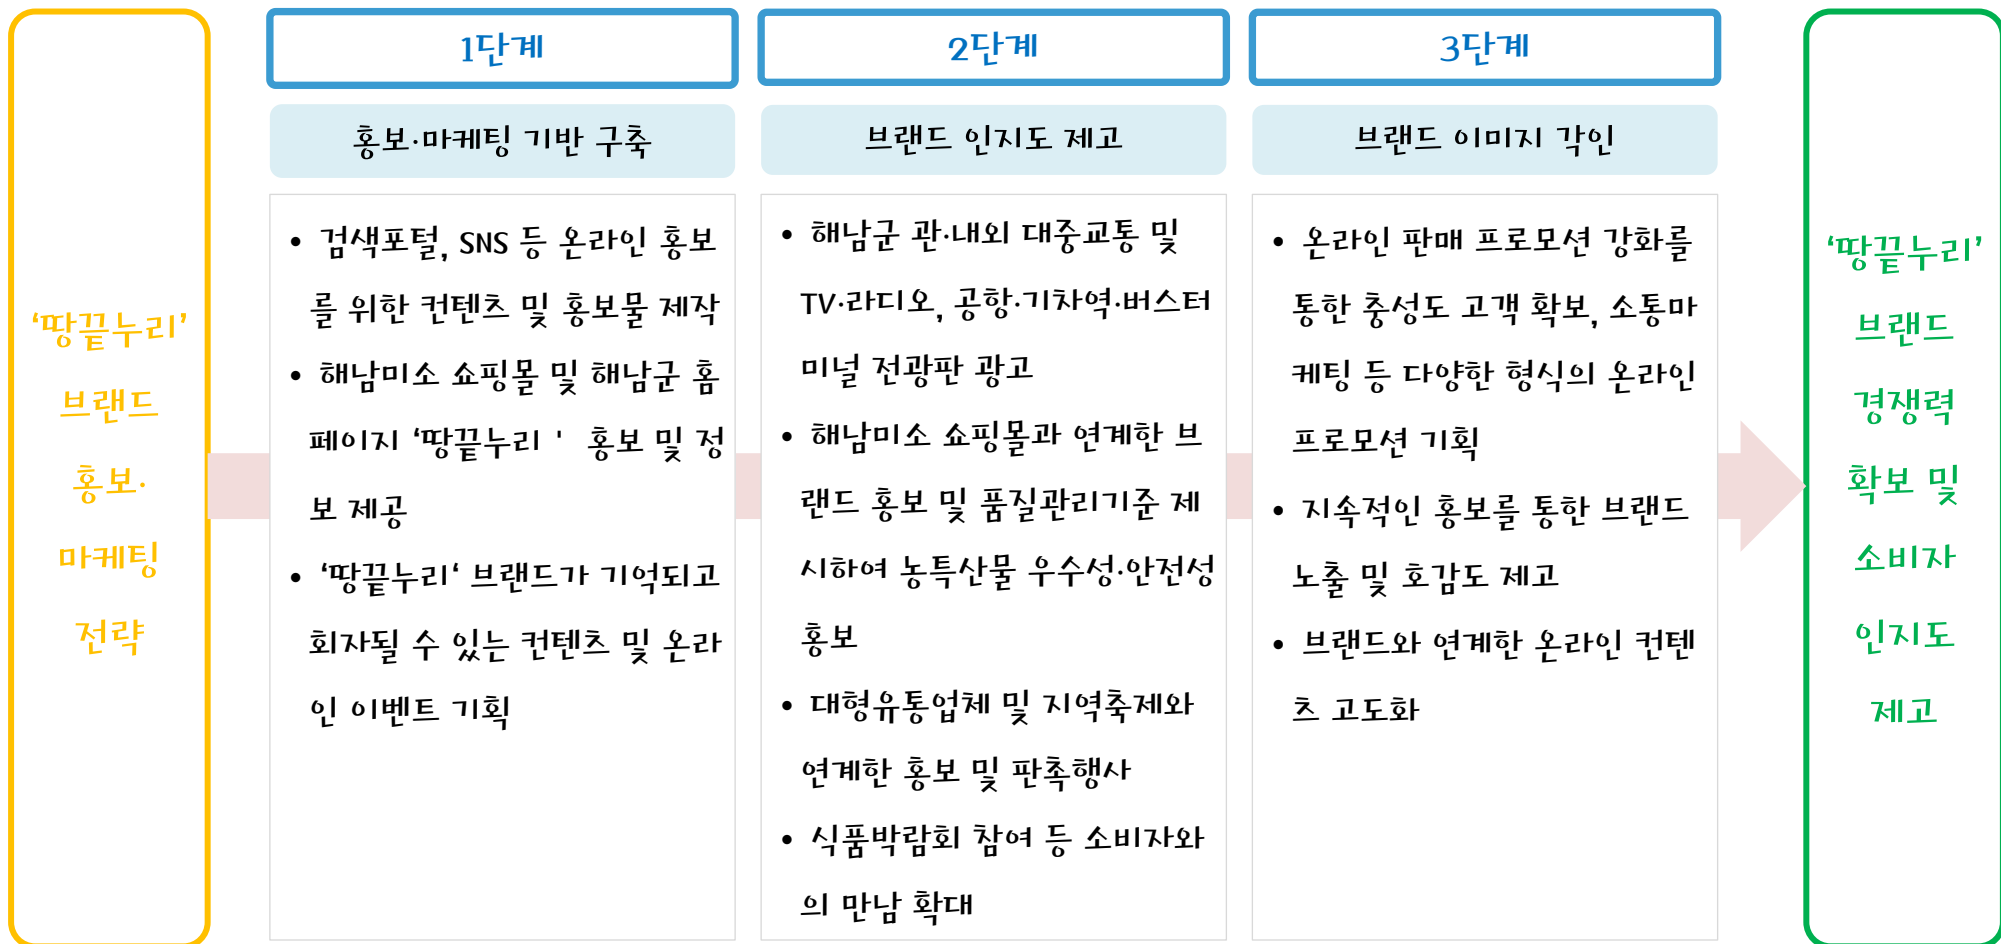 '땅끝누리'
브랜드
홍보·
마케팅
전략
1단계
홍보·마케팅 기반 구축
• 검색포털, SNS 등 온라인 홍보
를 위한 컨텐츠 및 홍보물 제작
• 해남미소 쇼핑몰 및 해남군 홈
페이지 '땅끝누리 ' 홍보 및 정
보 제공
• '땅끝누리' 브랜드가 기억되고
회자될 수 있는 컨텐츠 및 온라
인 이벤트 기획
2단계
브랜드 인지도 제고
• 해남군 관·내외 대중교통 및
TV·라디오, 공항·기차역·버스터
미널 전광판 광고
• 해남미소 쇼핑몰과 연계한 브
랜드 홍보 및 품질관리기준 제
시하여 농특산물 우수성·안전성
홍보
• 대형유통업체 및 지역축제와
연계한 홍보 및 판촉행사
• 식품박람회 참여 등 소비자와
의 만남 확대
3단계
브랜드 이미지 각인
• 온라인 판매 프로모션 강화를
통한 충성도 고객 확보, 소통마
케팅 등 다양한 형식의 온라인
프로모션 기획
• 지속적인 홍보를 통한 브랜드
노출 및 호감도 제고
• 브랜드와 연계한 온라인 컨텐
츠 고도화
'땅끝누리'
브랜드
경쟁력
확보 및
소비자
인지도
제고